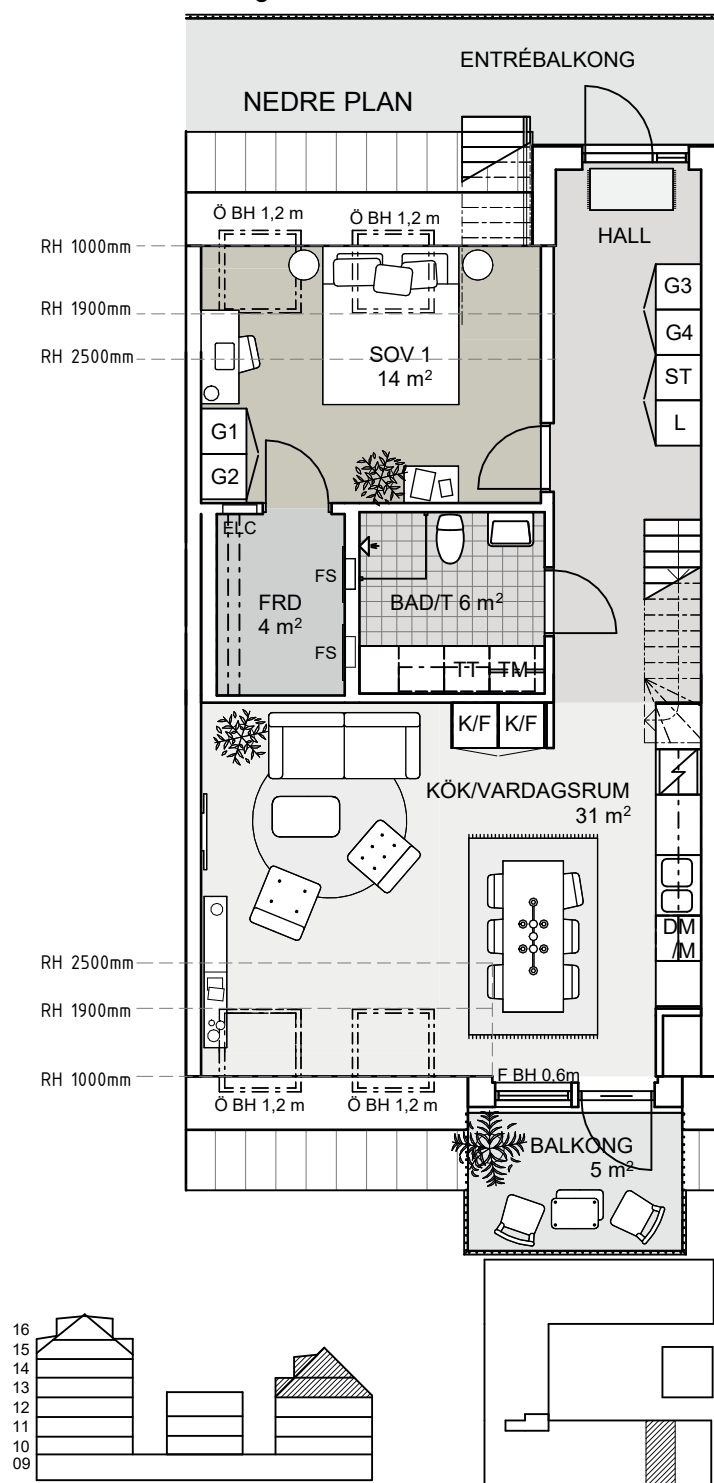 ENTRÉBALKONG
NEDRE PLAN
Ö BH 1,2 m
Ö BH 1,2 m
HALL
RH 1000mm
G3
RH 1900mm
G4
RH 2500mm
SOV 1
14 m²
ST
L
G1
G2
ELC
FS
FRD
4 m²
BAD/T 6 m²
FS
TT
TM
K/F
K/F
KÖK/VARDAGSRUM
31 m²
DM
/M
RH 2500mm
RH 1900mm
RH 1000mm
F BH 0.6m
Ö BH 1,2 m
Ö BH 1,2 m
BALKONG
5 m²
16
15
14
13
12
11
10
09